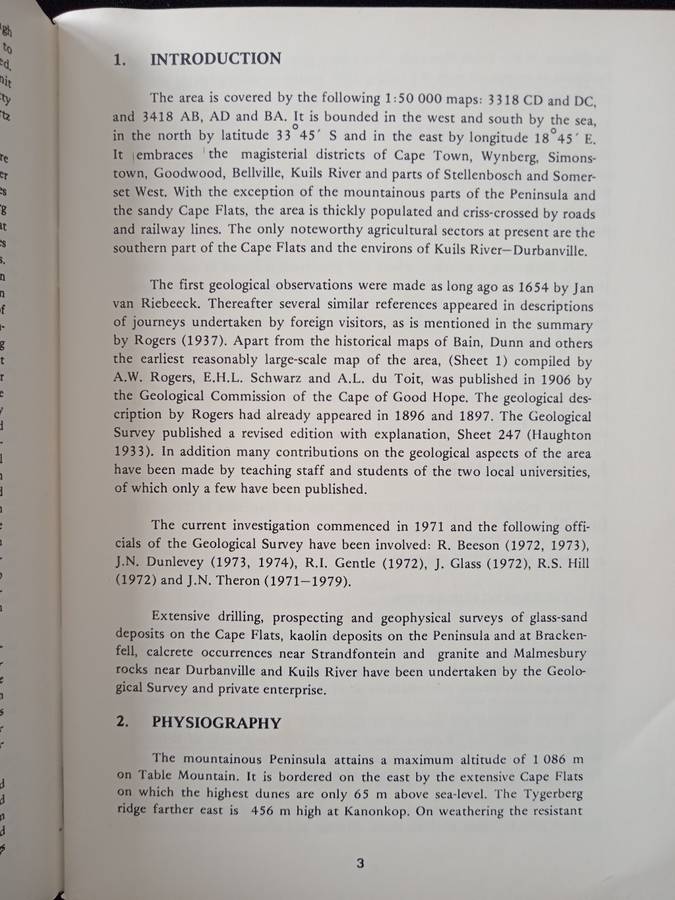 1. INTRODUCTION
The area is covered by the following 1:50 000 maps: 3318 CD and DC,
and 3418 AB, AD and BA. It is bounded in the west and south by the sea,
in the north by latitude 33°45′ S and in the east by longitude 18°45′ E.
It embraces the magisterial districts of Cape Town, Wynberg, Simons-
town, Goodwood, Bellville, Kuils River and parts of Stellenbosch and Somer-
set West. With the exception of the mountainous parts of the Peninsula and
the sandy Cape Flats, the area is thickly populated and criss-crossed by roads
and railway lines. The only noteworthy agricultural sectors at present are the
southern part of the Cape Flats and the environs of Kuils River–Durbanville.
The first geological observations were made as long ago as 1654 by Jan
van Riebeeck. Thereafter several similar references appeared in descriptions
of journeys undertaken by foreign visitors, as is mentioned in the summary
by Rogers (1937). Apart from the historical maps of Bain, Dunn and others
the earliest reasonably large-scale map of the area, (Sheet 1) compiled by
A.W. Rogers, E.H.L. Schwarz and A.L. du Toit, was published in 1906 by
the Geological Commission of the Cape of Good Hope. The geological des-
cription by Rogers had already appeared in 1896 and 1897. The Geological
Survey published a revised edition with explanation, Sheet 247 (Haughton
1933). In addition many contributions on the geological aspects of the area
have been made by teaching staff and students of the two local universities,
of which only a few have been published.
The current investigation commenced in 1971 and the following offi-
cials of the Geological Survey have been involved: R. Beeson (1972, 1973),
J.N. Dunlevey (1973, 1974), R.I. Gentle (1972), J. Glass (1972), R.S. Hill
(1972) and J.N. Theron (1971–1979).
Extensive drilling, prospecting and geophysical surveys of glass-sand
deposits on the Cape Flats, kaolin deposits on the Peninsula and at Bracken-
fell, calcrete occurrences near Strandfontein and granite and Malmesbury
rocks near Durbanville and Kuils River have been undertaken by the Geolo-
gical Survey and private enterprise.
2. PHYSIOGRAPHY
The mountainous Peninsula attains a maximum altitude of 1 086 m
on Table Mountain. It is bordered on the east by the extensive Cape Flats
on which the highest dunes are only 65 m above sea-level. The Tygerberg
ridge farther east is 456 m high at Kanonkop. On weathering the resistant
3